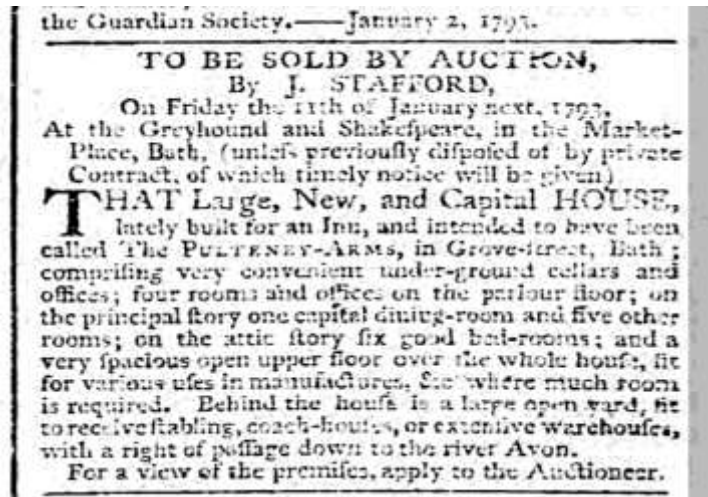 the Guardian Society.——January 2, 1793.
TO BE SOLD BY AUCTION,
By J. STAFFORD,
On Friday the 11th of January next, 1793,
At the Greyhound and Shakeſpeare, in the Market-
Place, Bath, (unleſs previouſly diſpoſed of by private
Contract, of which timely notice will be given)
THAT Large, New, and Capital HOUSE,
lately built for an Inn, and intended to have been
called The PULTENEY-ARMS, in Grove-ſtreet, Bath;
compriſing very convenient under-ground cellars and
offices; four rooms and offices on the parlour floor; on
the principal ſtory one capital dining-room and five other
rooms; on the attic ſtory ſix good bed-rooms; and a
very ſpacious open upper floor over the whole houſe, fit
for various uſes in manufactures, &c where much room
is required. Behind the houſe is a large open yard, fit
to receive ſtabling, coach-houſes, or extenſive warehouſes,
with a right of paſſage down to the river Avon.
For a view of the premiſes, apply to the Auctioneer.